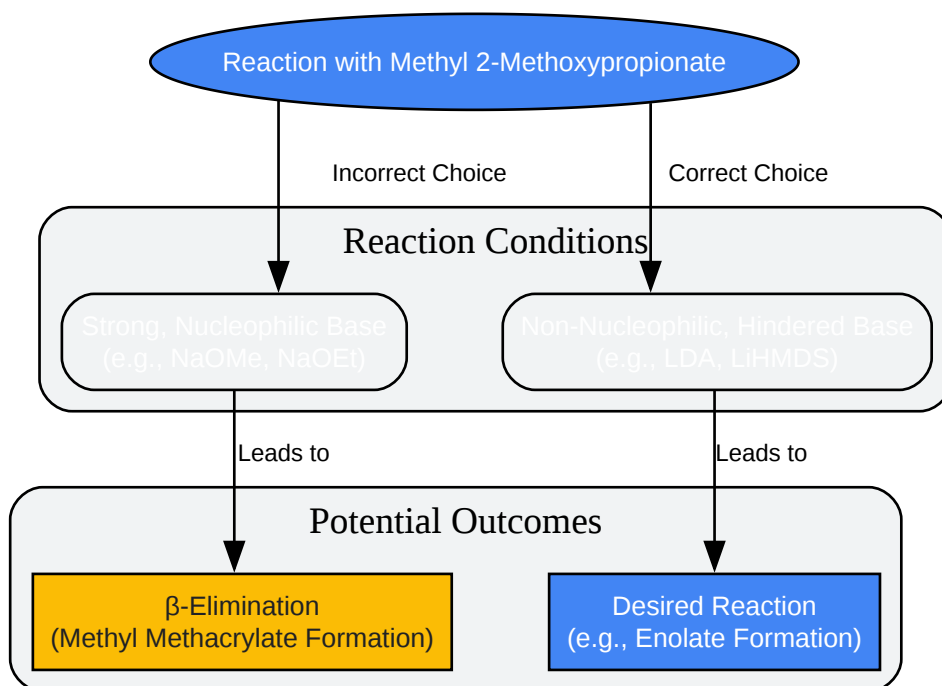 Reaction with Methyl 2-Methoxypropionate
Incorrect Choice
Correct Choice
Reaction Conditions
Strong, Nucleophilic Base
(e.g., NaOMe, NaOEt)
Non-Nucleophilic, Hindered Base
(e.g., LDA, LiHMDS)
Leads to
Leads to
Potential Outcomes
β-Elimination
(Methyl Methacrylate Formation)
Desired Reaction
(e.g., Enolate Formation)